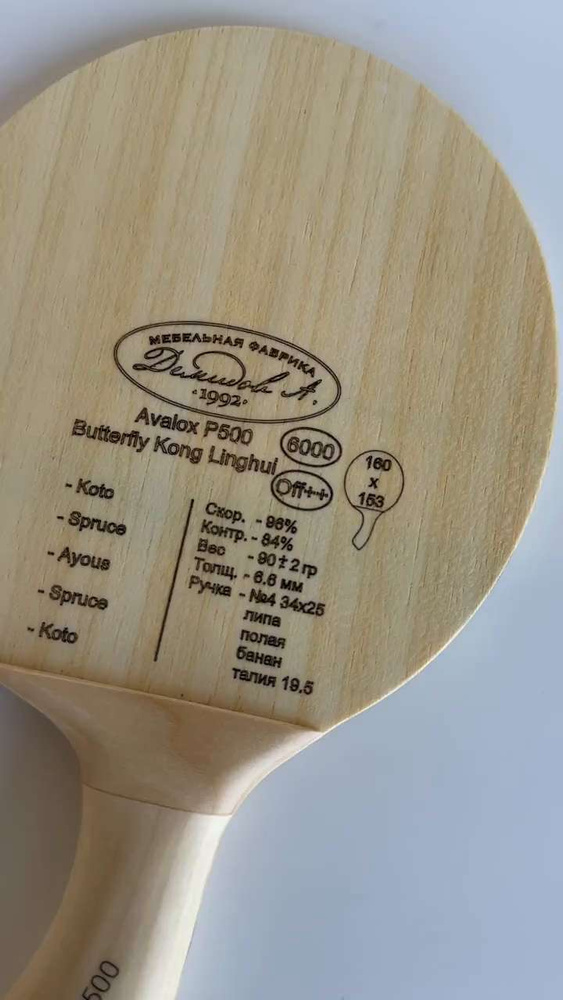 МЕБЕЛЬНАЯ ФАБРИКА
Демидов А.
·1992·
Avalox P500
Butterfly Kong Linghui
6000
Off++
160
x
153
- Koto
- Spruce
- Ayous
- Spruce
- Koto
Скор. - 96%
Контр. - 84%
Вес - 90±2 гр
Толщ. - 6.6 мм
Ручка - №4 34x25
липа
полая
банан
талия 19.5
500